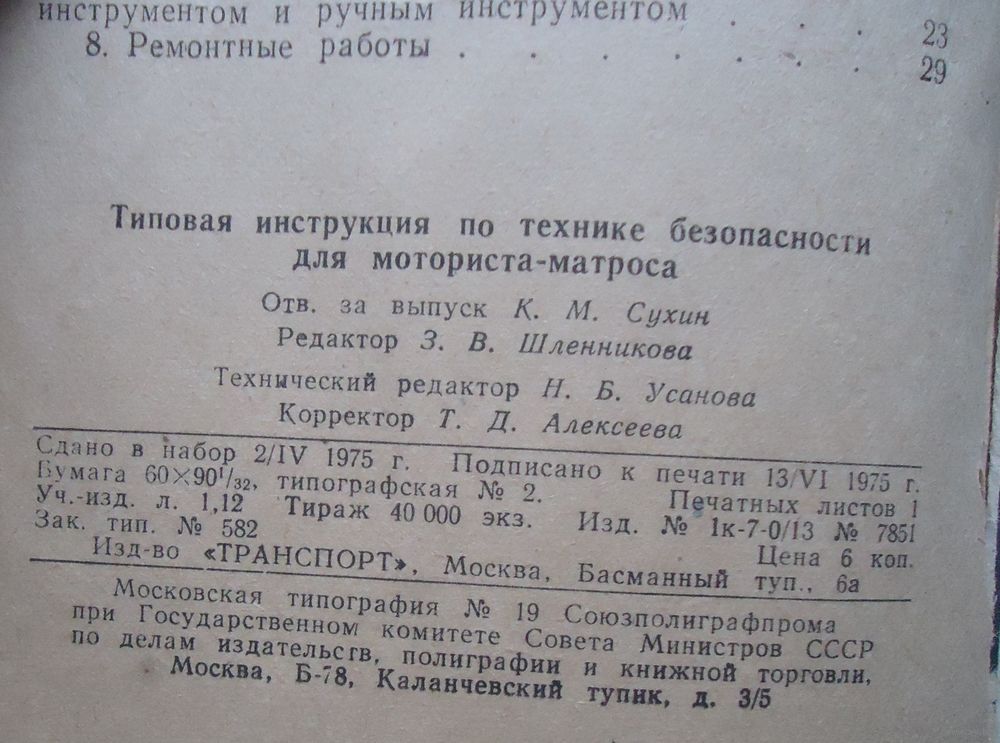 инструментом и ручным инструментом . . . 23
8. Ремонтные работы . . . . . . . 29
Типовая инструкция по технике безопасности
для моториста-матроса
Отв. за выпуск К. М. Сухин
Редактор З. В. Шленникова
Технический редактор Н. Б. Усанова
Корректор Т. Д. Алексеева
Сдано в набор 2/IV 1975 г. Подписано к печати 13/VI 1975 г.
Бумага 60×90¹/₃₂, типографская № 2. Печатных листов 1
Уч.-изд. л. 1,12 Тираж 40 000 экз. Изд. № 1к-7-0/13 № 7851
Зак. тип. № 582 Цена 6 коп.
Изд-во «ТРАНСПОРТ», Москва, Басманный туп., 6а
Московская типография № 19 Союзполиграфпрома
при Государственном комитете Совета Министров СССР
по делам издательств, полиграфии и книжной торговли,
Москва, Б-78, Каланчевский тупик, д. 3/5